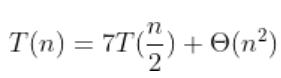 T(n) = 7T(n/2) + Θ(n²)